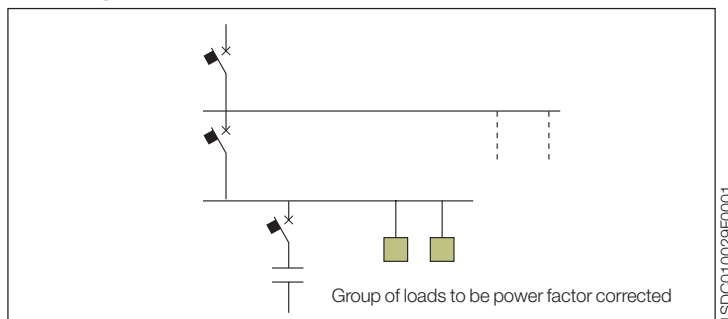 Group of loads to be power factor corrected
1SDC010029F0001